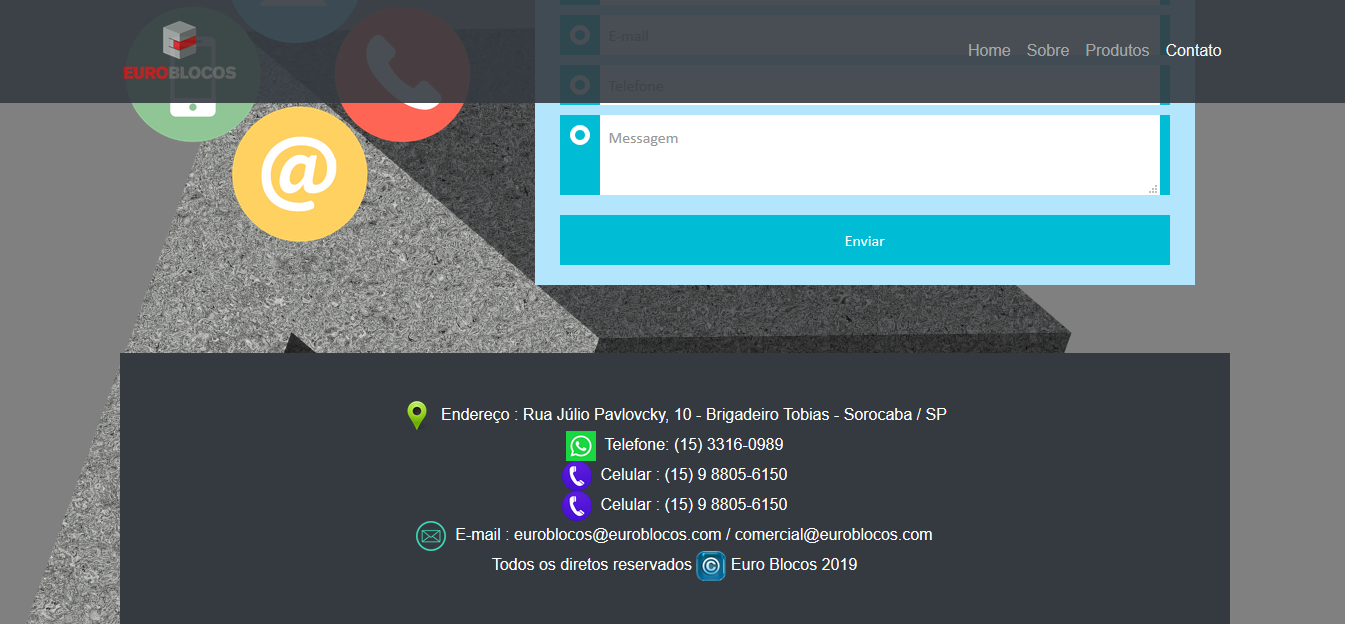 EUROBLOCOS
Home Sobre Produtos Contato
E-mail
Telefone
Messagem
Enviar
Endereço : Rua Júlio Pavlovcky, 10 - Brigadeiro Tobias - Sorocaba / SP
Telefone: (15) 3316-0989
Celular : (15) 9 8805-6150
Celular : (15) 9 8805-6150
E-mail : euroblocos@euroblocos.com / comercial@euroblocos.com
Todos os diretos reservados © Euro Blocos 2019